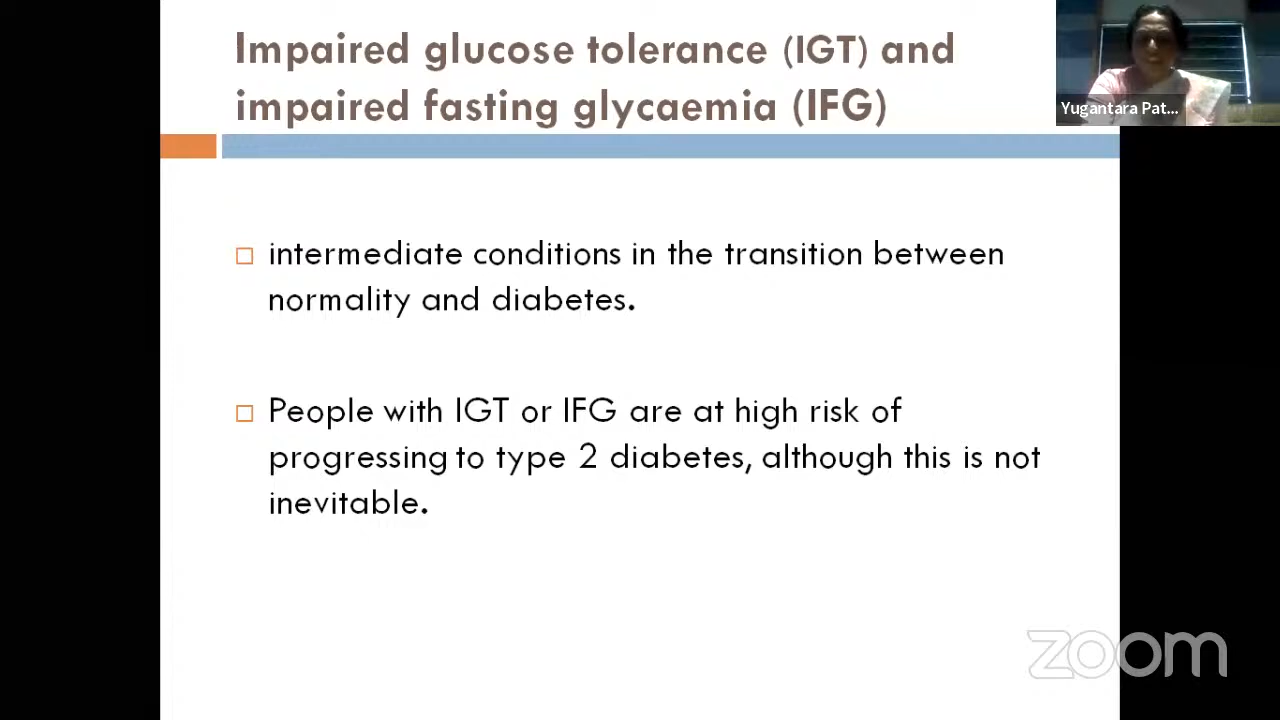 Impaired glucose tolerance (IGT) and
impaired fasting glycaemia (IFG)
Yugantara Pat...
intermediate conditions in the transition between
normality and diabetes.
People with IGT or IFG are at high risk of
progressing to type 2 diabetes, although this is not
inevitable.
zoom